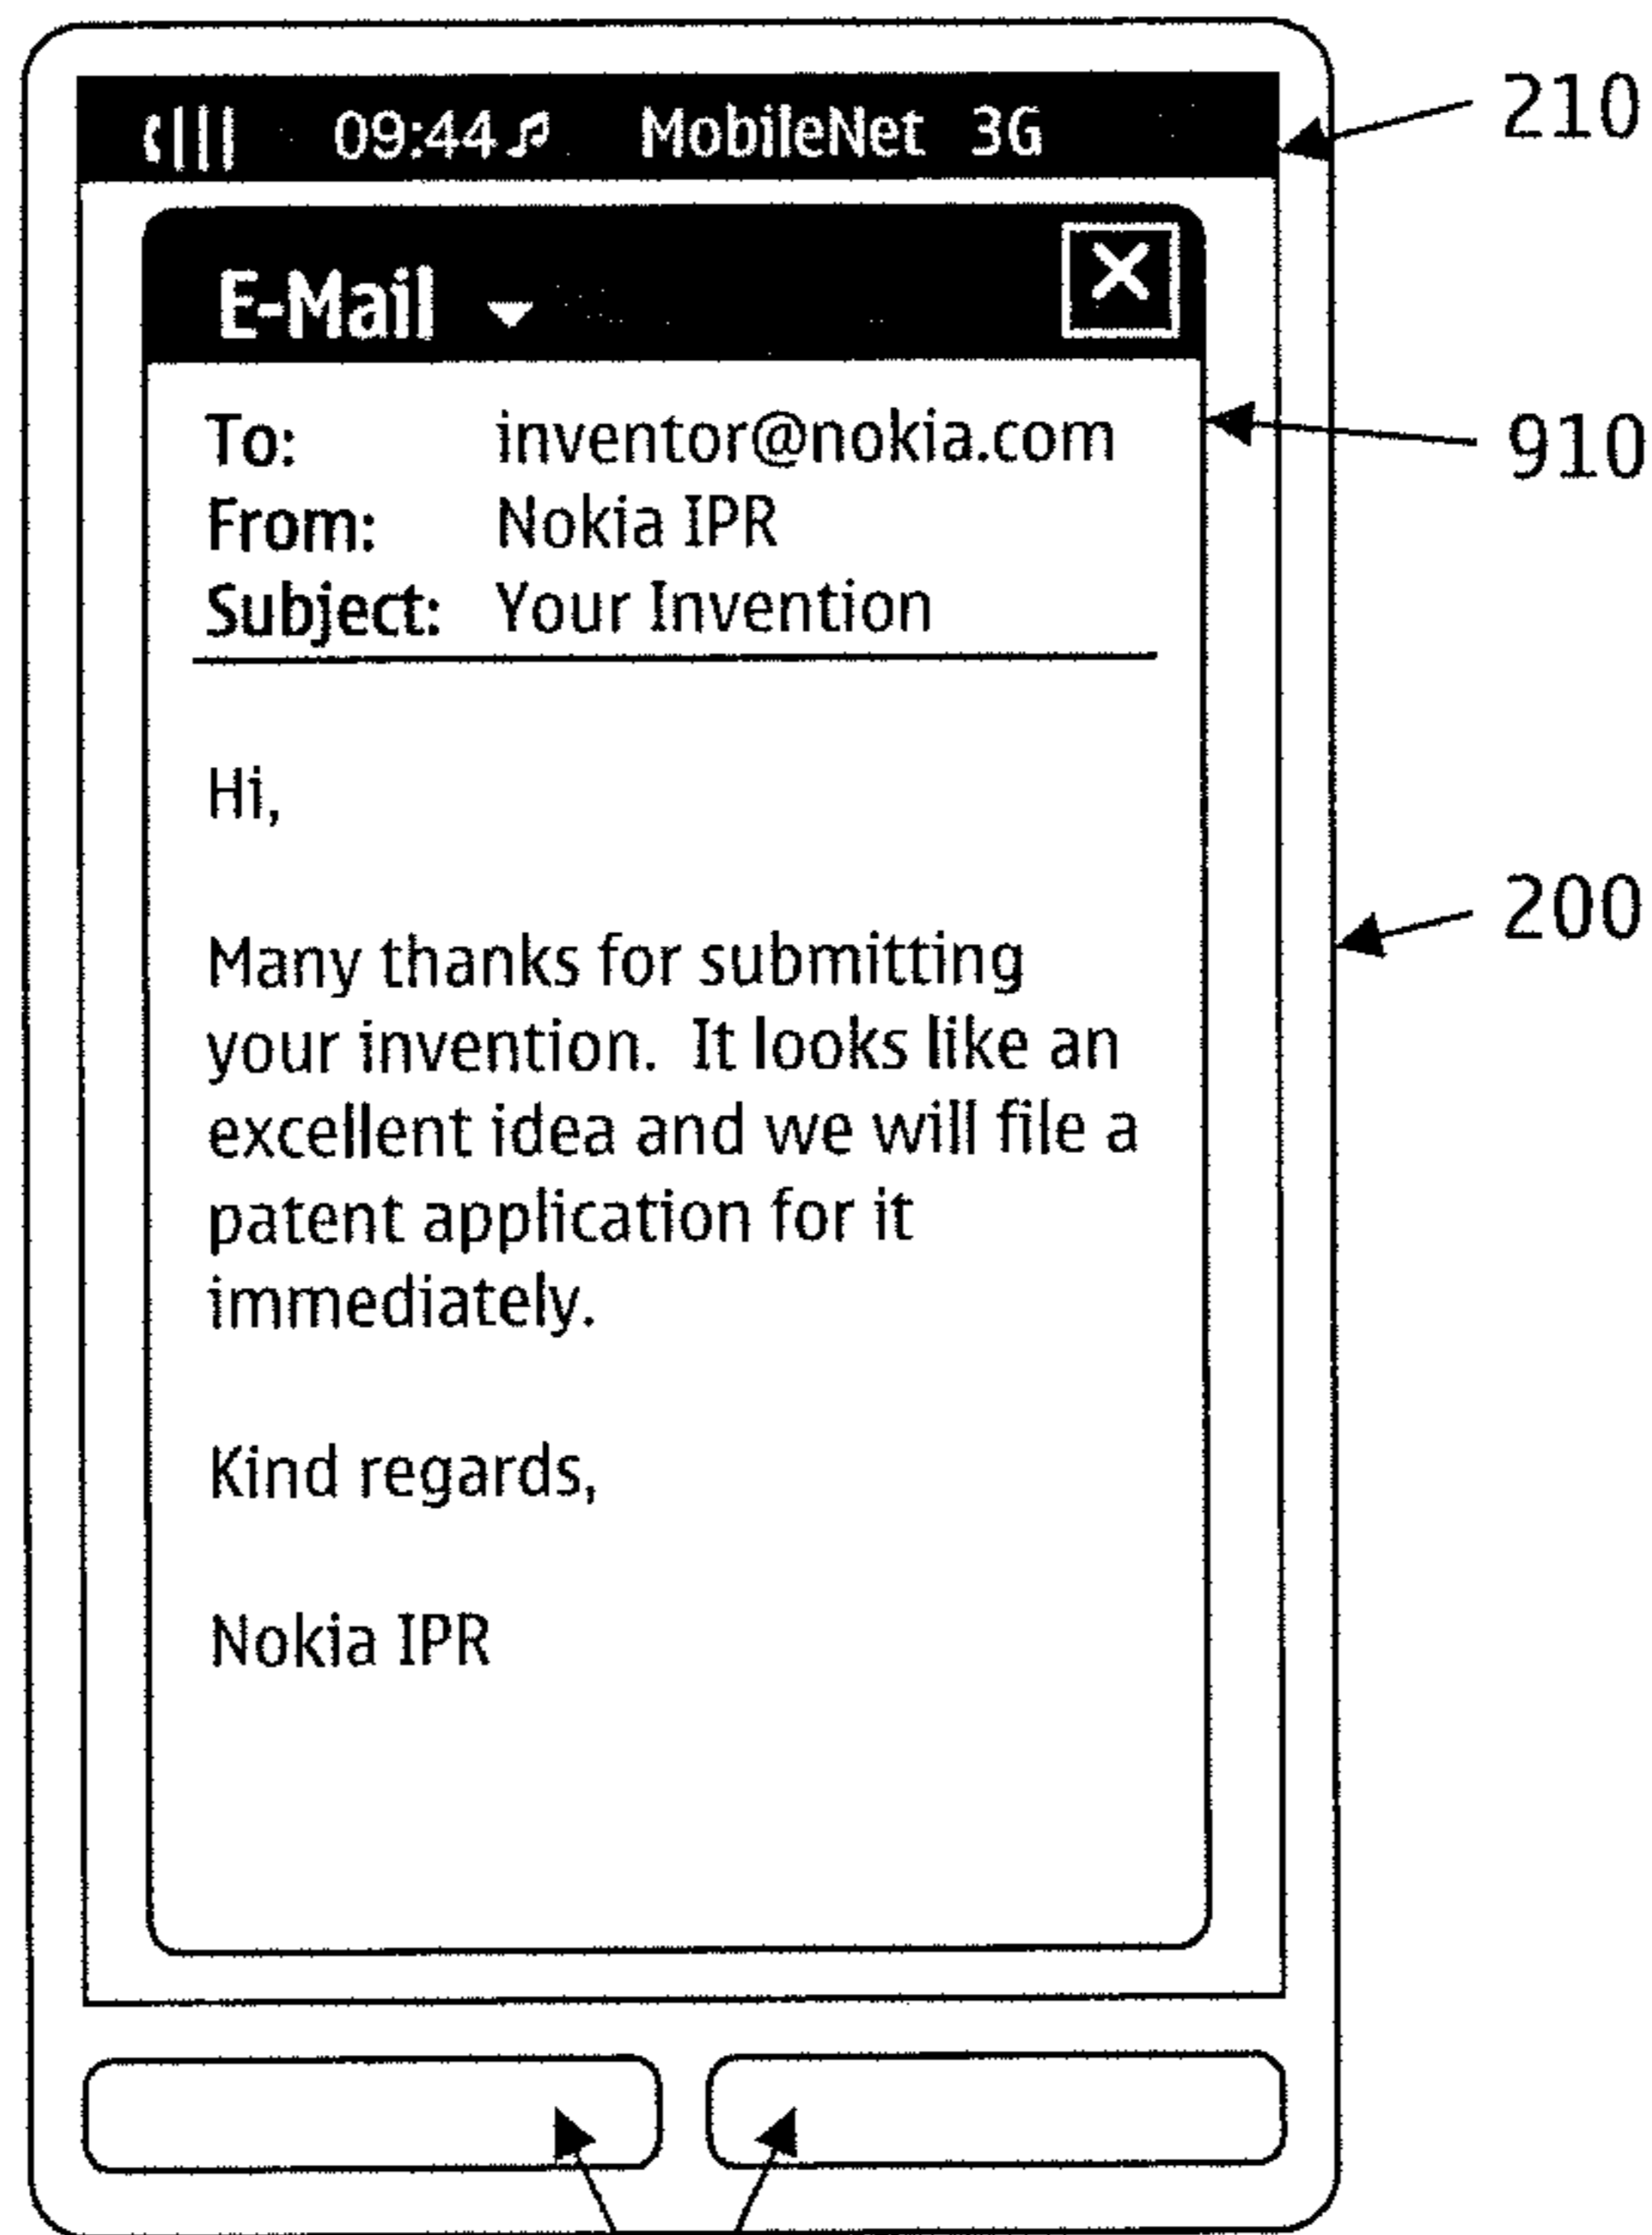 09:44 MobileNet 3G
210
E-Mail
To: inventor@nokia.com
910
From: Nokia IPR
Subject: Your Invention
Hi,
200
Many thanks for submitting
your invention. It looks like an
excellent idea and we will file a
patent application for it
immediately.
Kind regards,
Nokia IPR